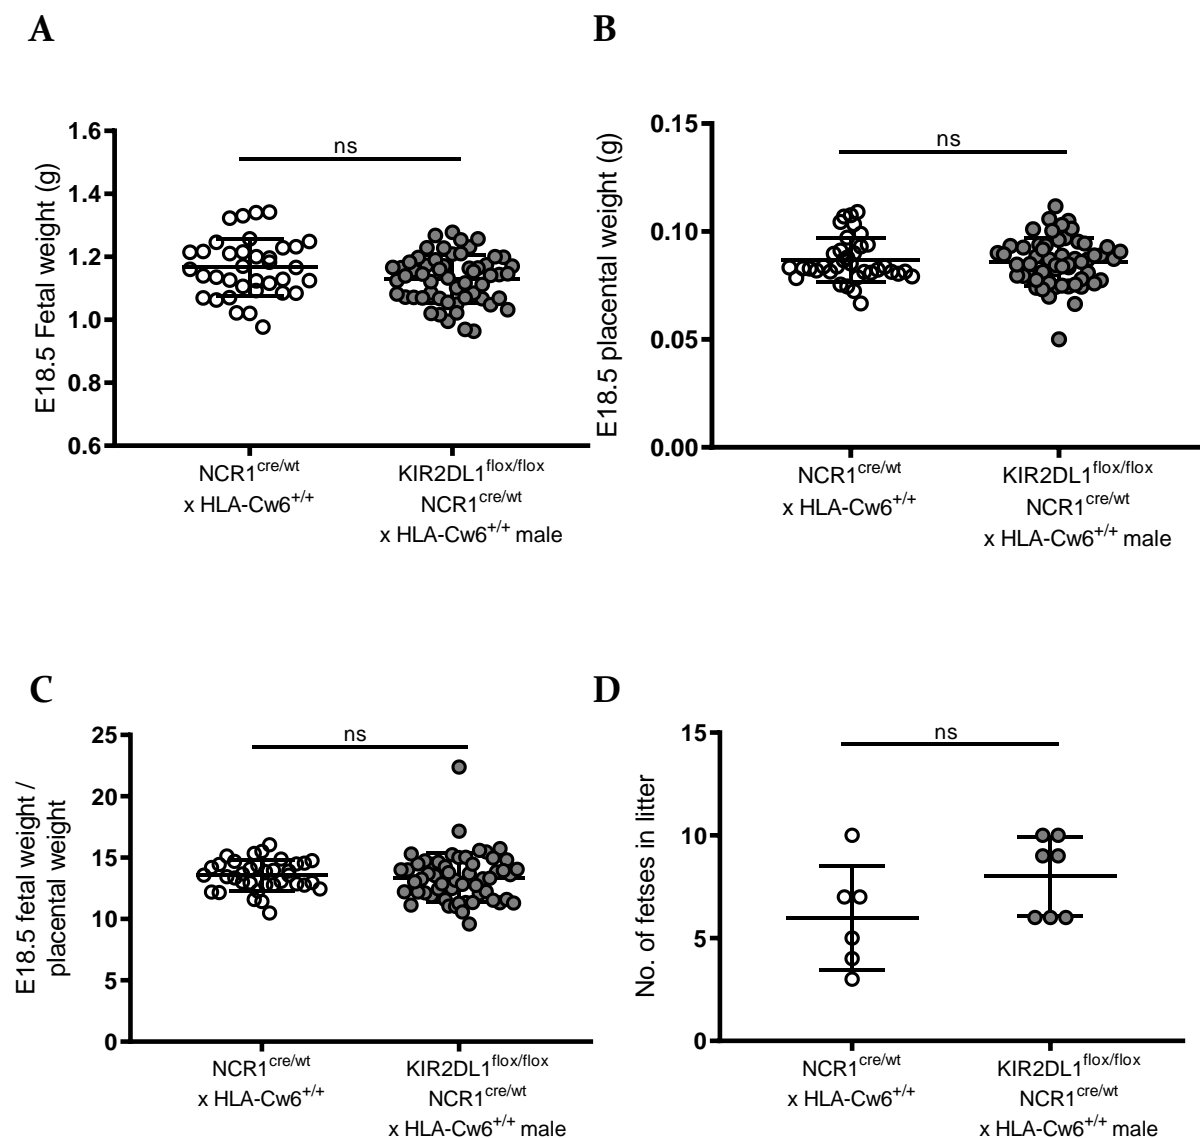 A
E18.5 Fetal weight (g)
1.6
1.4
1.2
1.0
0.8
0.6
ns
NCR1cre/wt
x HLA-Cw6+/+
KIR2DL1flox/flox
NCR1cre/wt
x HLA-Cw6+/+ male
B
E18.5 placental weight (g)
0.15
0.10
0.05
0.00
ns
NCR1cre/wt
x HLA-Cw6+/+
KIR2DL1flox/flox
NCR1cre/wt
x HLA-Cw6+/+ male
C
E18.5 fetal weight /
placental weight
25
20
15
10
5
0
ns
NCR1cre/wt
x HLA-Cw6+/+
KIR2DL1flox/flox
NCR1cre/wt
x HLA-Cw6+/+ male
D
No. of fetses in litter
15
10
5
0
ns
NCR1cre/wt
x HLA-Cw6+/+
KIR2DL1flox/flox
NCR1cre/wt
x HLA-Cw6+/+ male